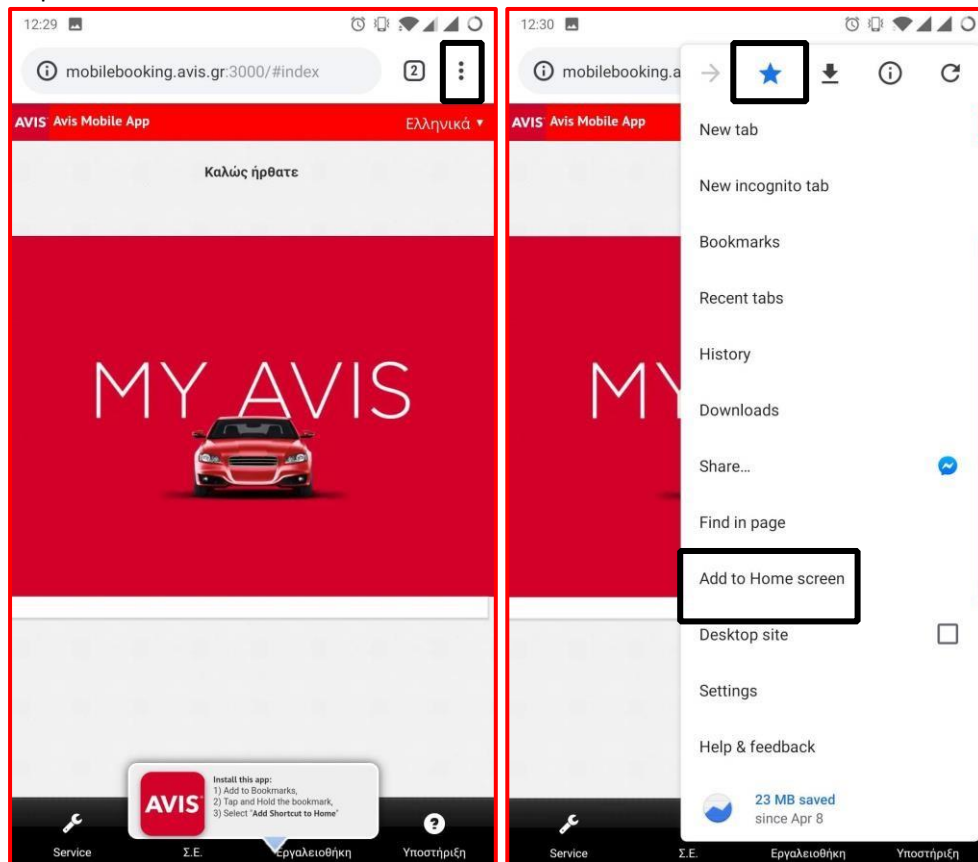 12:29
mobilebooking.avis.gr:3000/#index
2
AVIS Avis Mobile App
Ελληνικά
Καλώς ήρθατε
MY AVIS
AVIS
Install this app:
1) Add to Bookmarks,
2) Tap and Hold the bookmark,
3) Select "Add Shortcut to Home"
Service
Σ.Ε.
Εργαλειοθήκη
Υποστήριξη
12:30
mobilebooking.a
AVIS Avis Mobile App
MY
New tab
New incognito tab
Bookmarks
Recent tabs
History
Downloads
Share...
Find in page
Add to Home screen
Desktop site
Settings
Help & feedback
23 MB saved
since Apr 8
Service
Σ.Ε.
Εργαλειοθήκη
Υποστήριξη